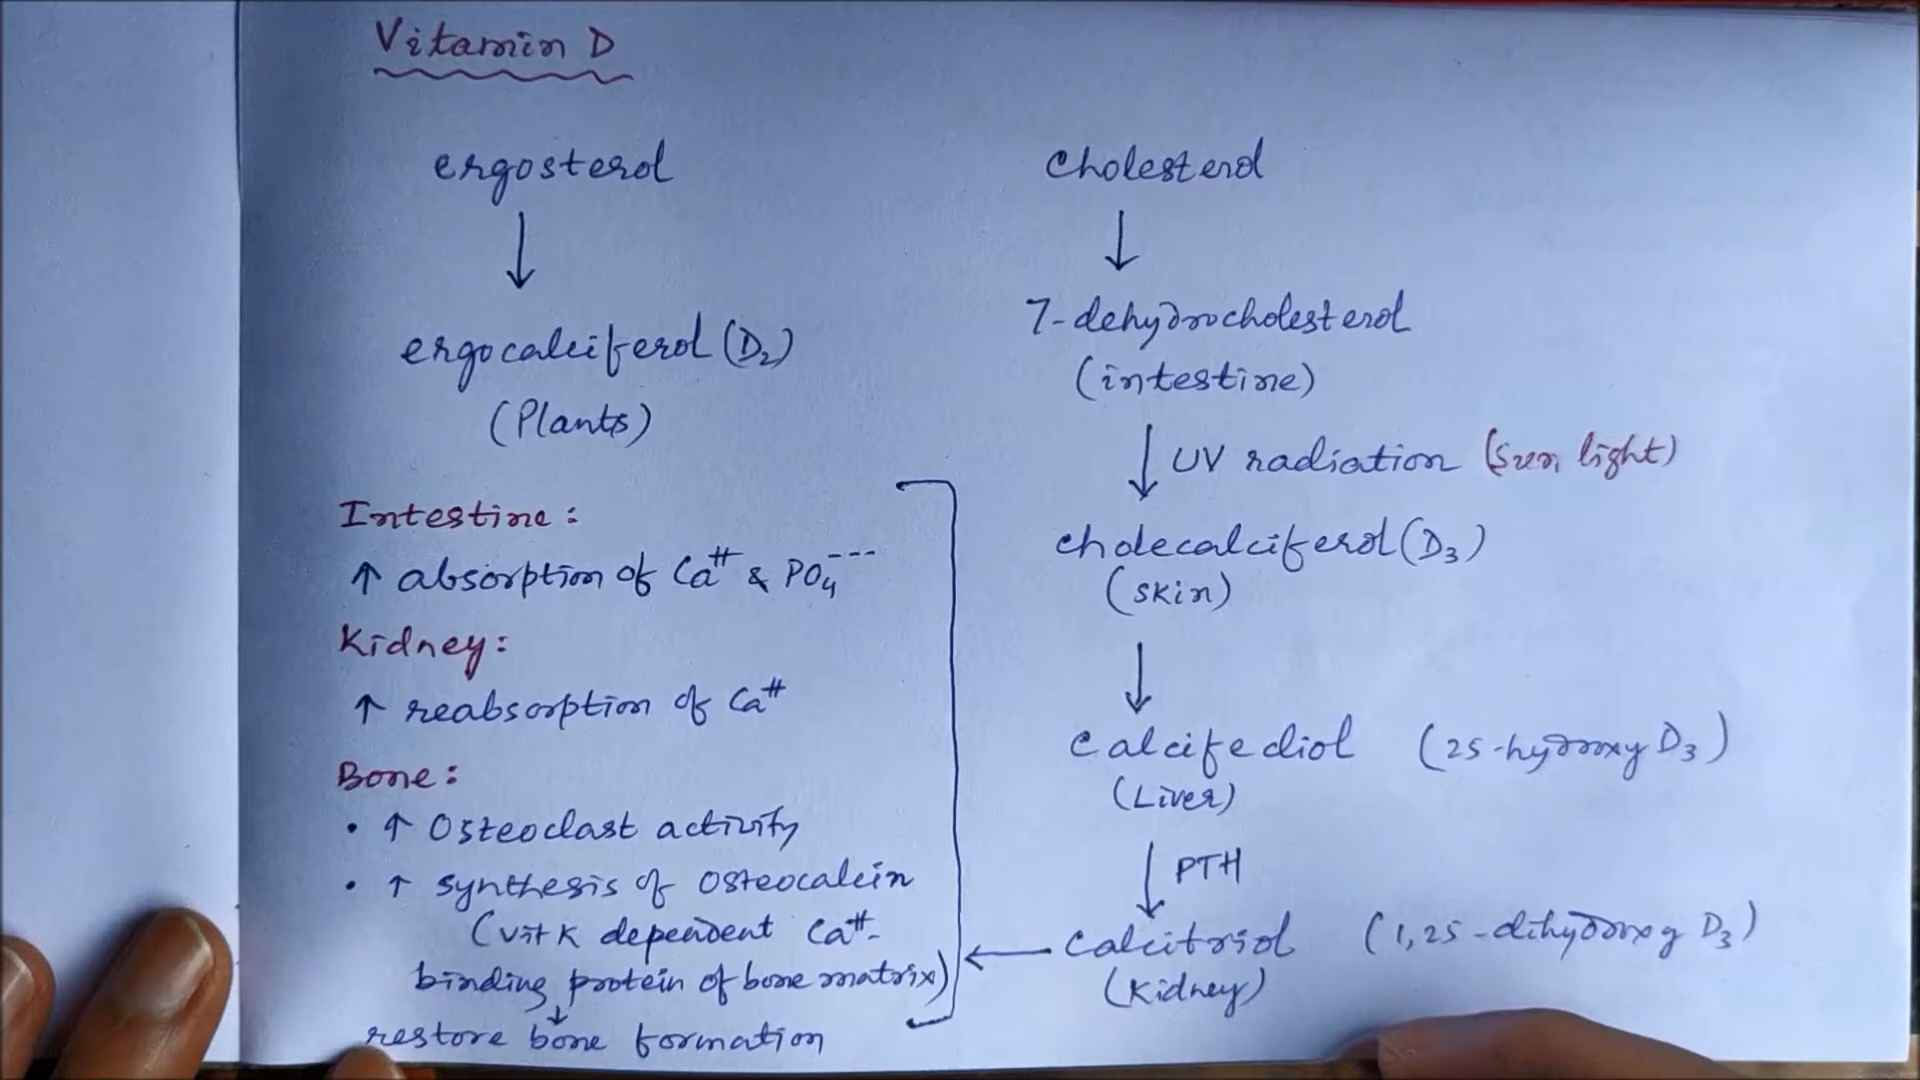 Vitamin D
ergosterol
↓
ergocalciferol (D₂)
(Plants)
Cholesterol
↓
7-dehydrocholesterol
(intestine)
↓ UV radiation (Sun light)
cholecalciferol (D₃)
(skin)
↓
Calcifediol (25-hydroxy D₃)
(Liver)
↓ PTH
← Calcitriol (1,25-dihydroxy D₃)
(Kidney)
Intestine:
↑ absorption of Ca⁺⁺ & PO₄⁻⁻⁻
Kidney:
↑ reabsorption of Ca⁺⁺
Bone:
• ↑ Osteoclast activity
• ↑ synthesis of Osteocalcin
(vit K dependent Ca⁺⁺-
binding protein of bone matrix)
↓
restore bone formation